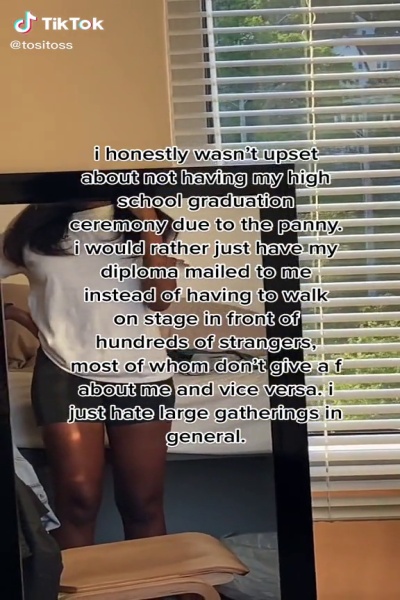 TikTok
@tositoss
i honestly wasn't upset
about not having my high
school graduation
ceremony due to the panny.
i would rather just have my
diploma mailed to me
instead of having to walk
on stage in front of
hundreds of strangers,
most of whom don't give a f
about me and vice versa. i
just hate large gatherings in
general.